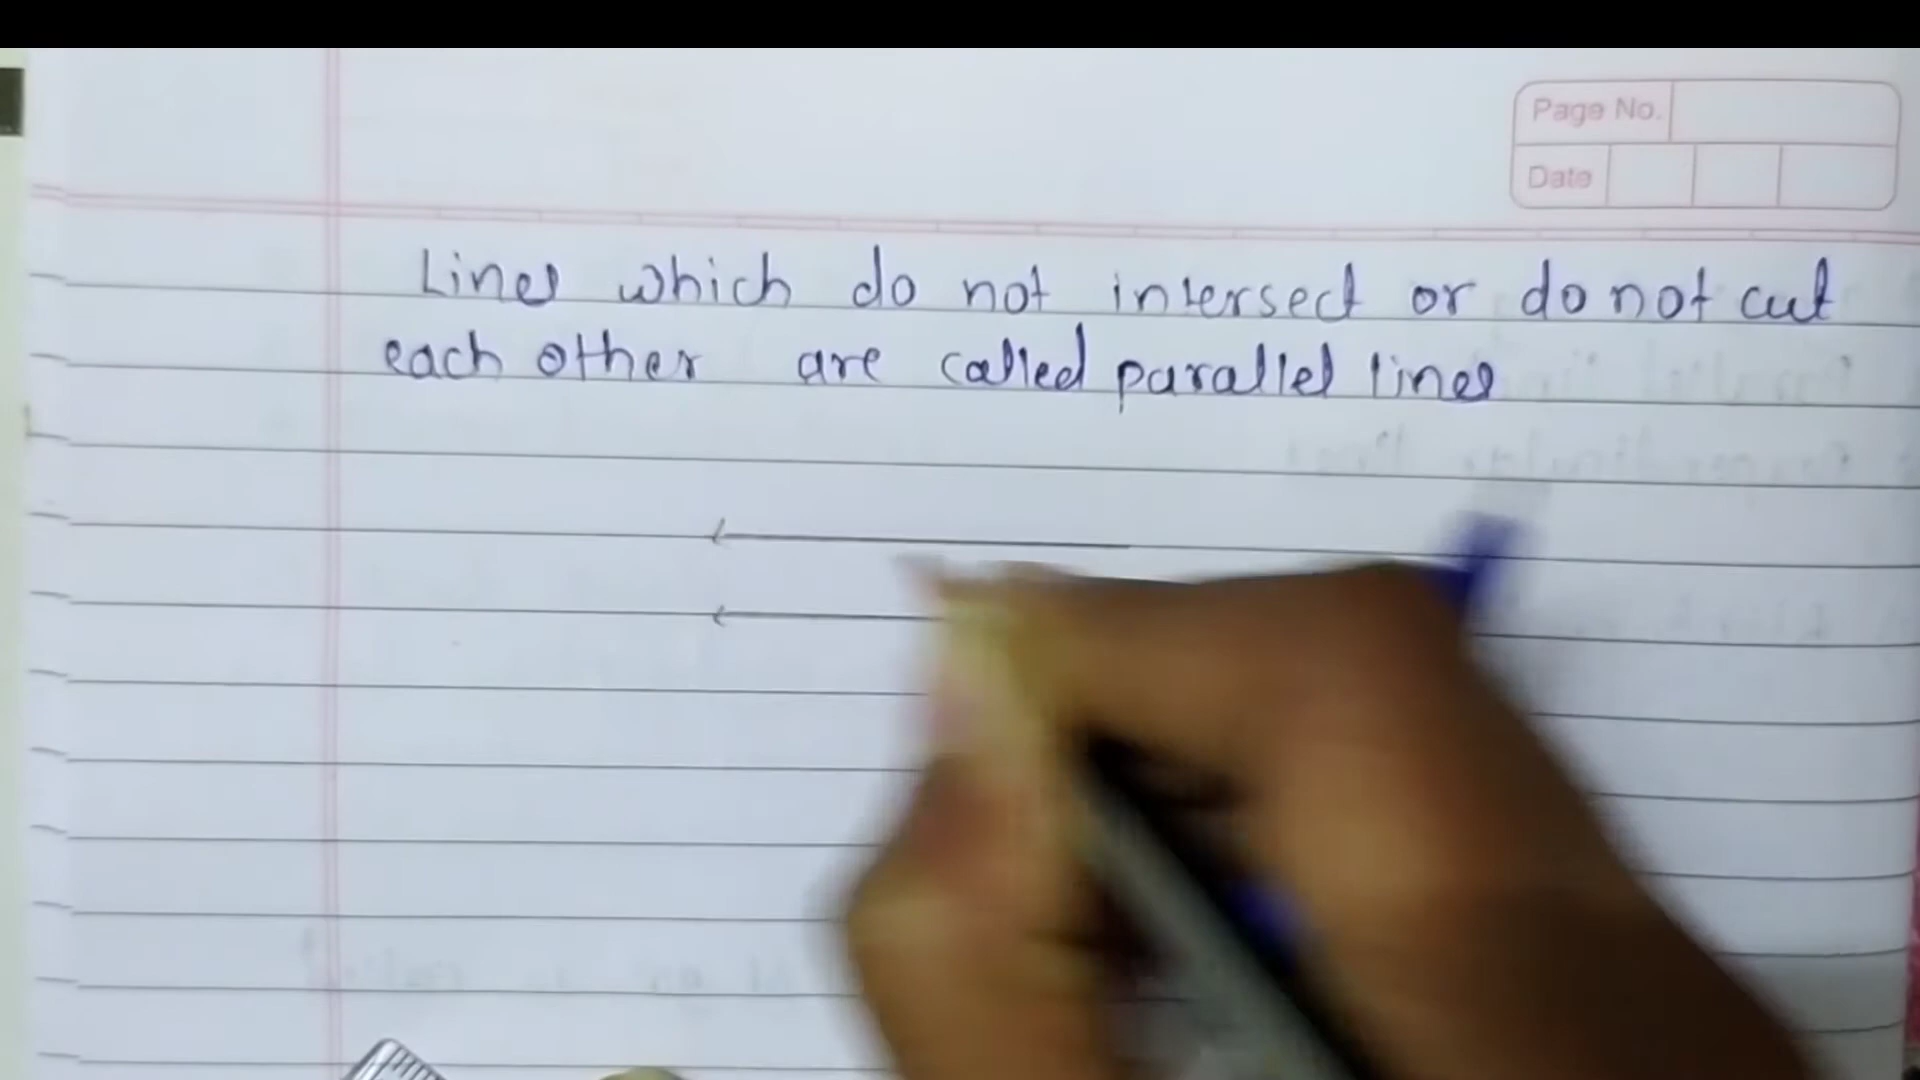 Page No.
Date
Lines which do not intersect or do not cut
each other are called parallel lines